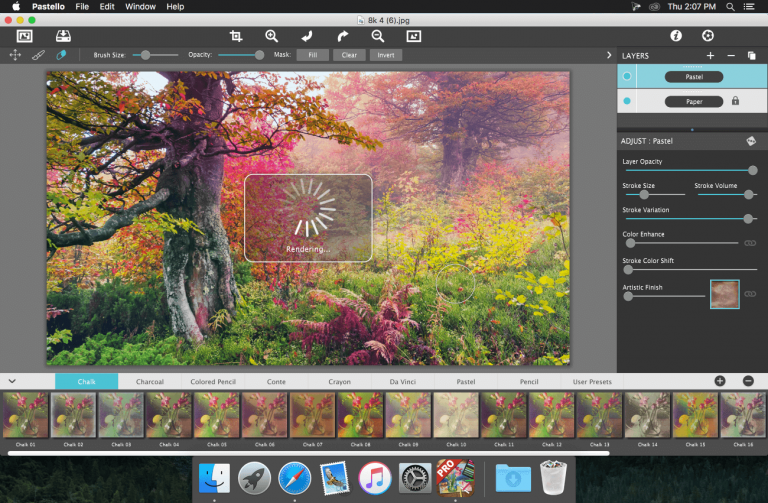 Pastello File Edit Window Help
Thu 2:07 PM
8k 4 (6).jpg
Brush Size: Opacity: Mask: Fill Clear Invert
LAYERS
Pastel
Paper
ADJUST : Pastel
Layer Opacity
Stroke Size Stroke Volume
Stroke Variation
Color Enhance
Stroke Color Shift
Artistic Finish
Rendering...
Chalk Charcoal Colored Pencil Conte Crayon Da Vinci Pastel Pencil User Presets
Chalk 01 Chalk 02 Chalk 03 Chalk 04 Chalk 05 Chalk 06 Chalk 07 Chalk 08 Chalk 09 Chalk 10 Chalk 11 Chalk 12 Chalk 13 Chalk 14 Chalk 15 Chalk 16
PRO